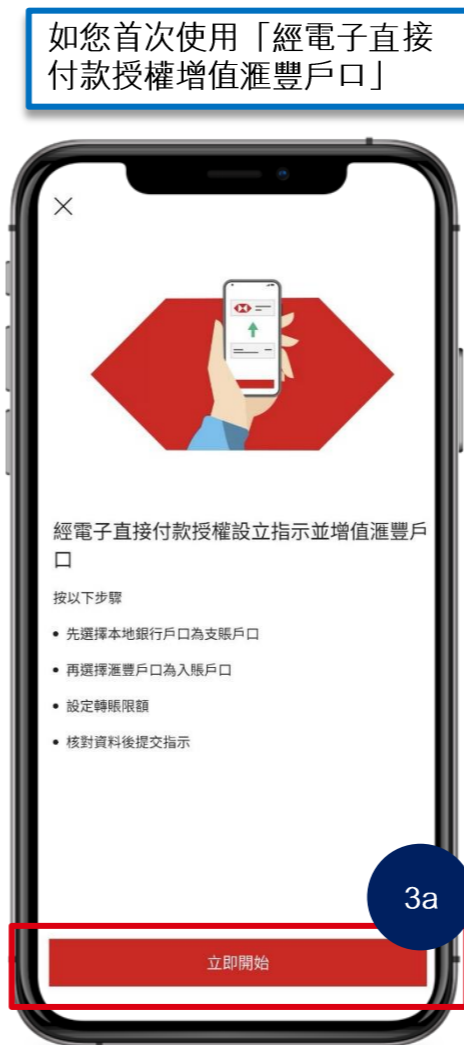 如您首次使用「經電子直接
付款授權增值滙豐戶口」
經電子直接付款授權設立指示並增值滙豐戶
口
按以下步驟
• 先選擇本地銀行戶口為支賬戶口
• 再選擇滙豐戶口為入賬戶口
• 設定轉賬限額
• 核對資料後提交指示
3a
立即開始